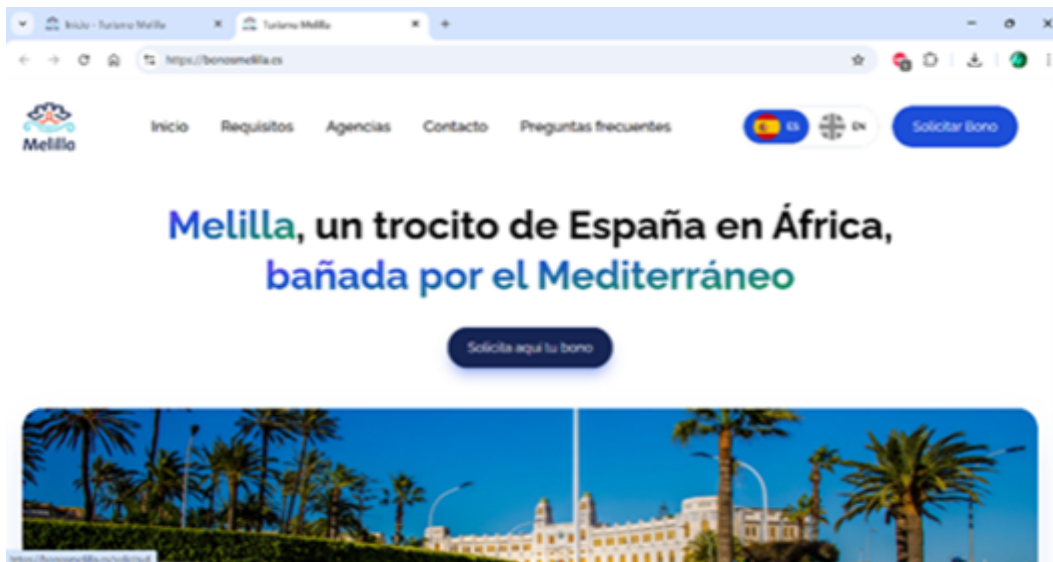 Inicio - Turismo Melilla
Turismo Melilla
https://bonosmelilla.es
Melilla
Inicio
Requisitos
Agencias
Contacto
Preguntas frecuentes
ES
EN
Solicitar Bono
Melilla, un trocito de España en África,
bañada por el Mediterráneo
Solicita aquí tu bono